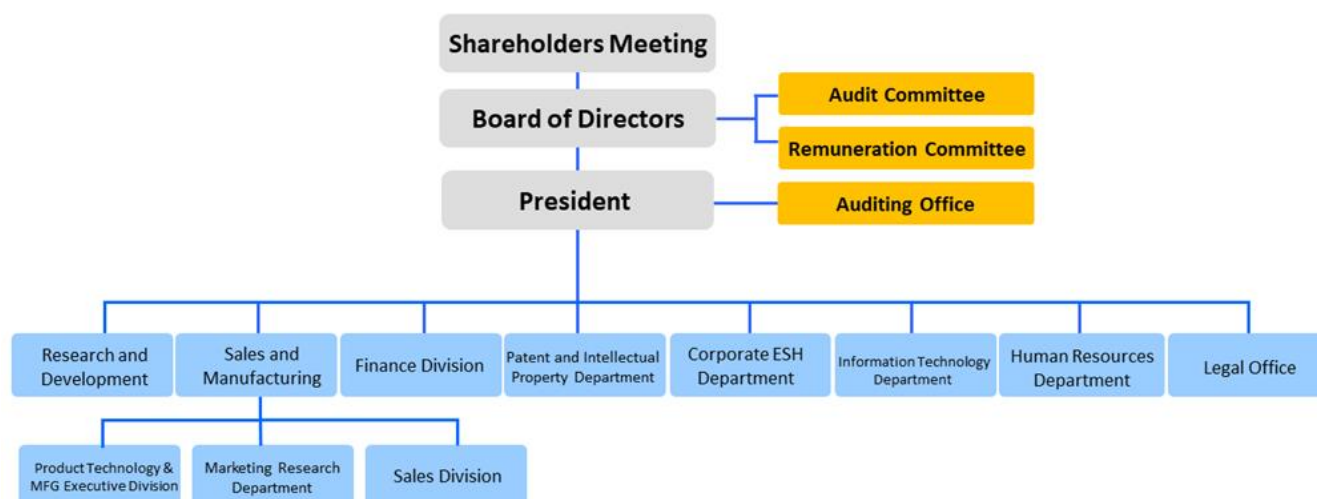 Shareholders Meeting
Board of Directors
Audit Committee
Remuneration Committee
President
Auditing Office
Research and
Development
Sales and
Manufacturing
Finance Division
Patent and Intellectual
Property Department
Corporate ESH
Department
Information Technology
Department
Human Resources
Department
Legal Office
Product Technology &
MFG Executive Division
Marketing Research
Department
Sales Division